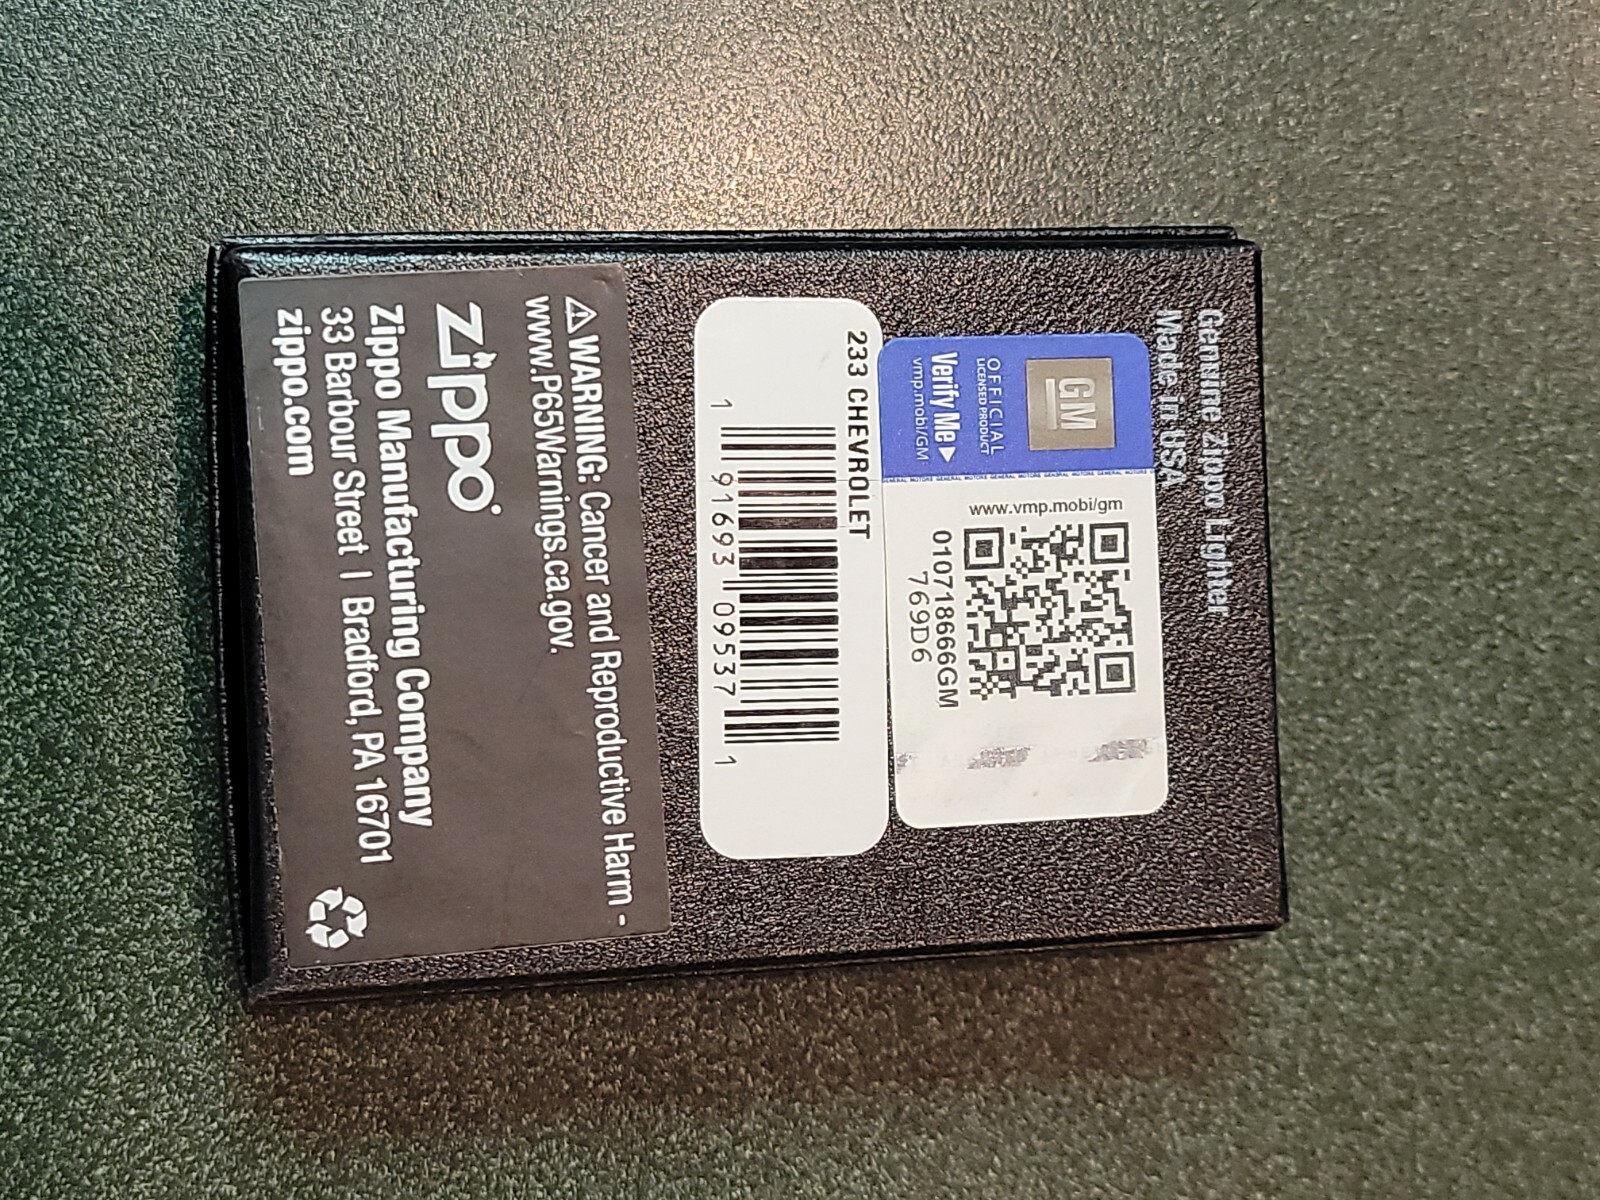 Genuine Zippo Lighter
Made in USA
GM
OFFICIAL
LICENSED PRODUCT
Verify Me
vmp.mobi/GM
www.vmp.mobi/gm
010718666GM
769D6
233 CHEVROLET
1 91693 09537 1
⚠WARNING: Cancer and Reproductive Harm -
www.P65Warnings.ca.gov.
zippo®
Zippo Manufacturing Company
33 Barbour Street | Bradford, PA 16701
zippo.com